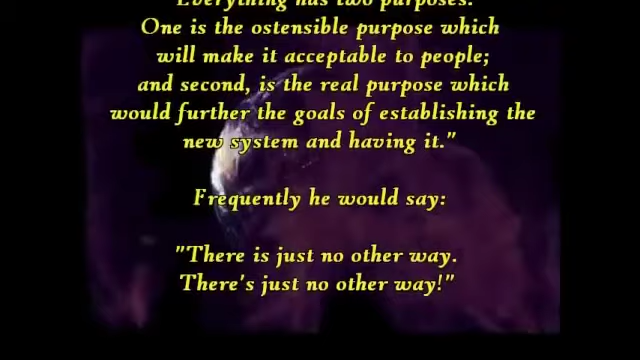 Everything has two purposes.
One is the ostensible purpose which
will make it acceptable to people;
and second, is the real purpose which
would further the goals of establishing the
new system and having it."
Frequently he would say:
"There is just no other way.
There's just no other way!"